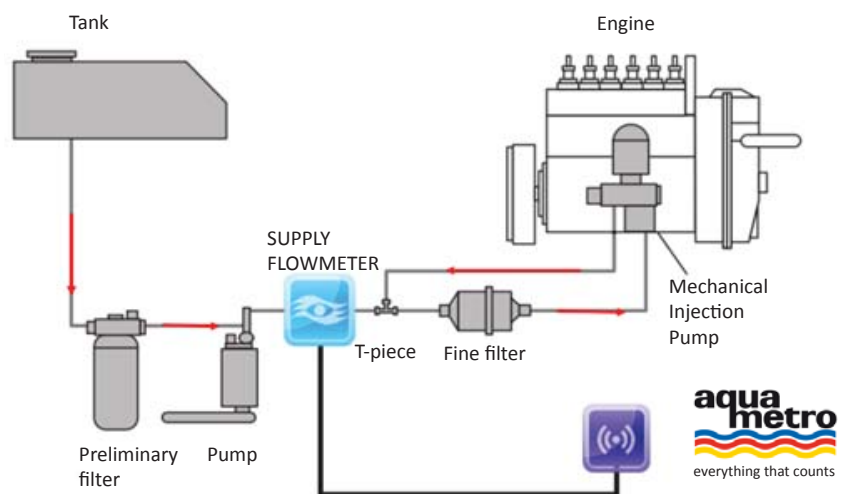 Tank
Engine
SUPPLY
FLOWMETER
T-piece
Fine filter
Mechanical
Injection
Pump
Preliminary
filter
Pump
aqua
metro
everything that counts